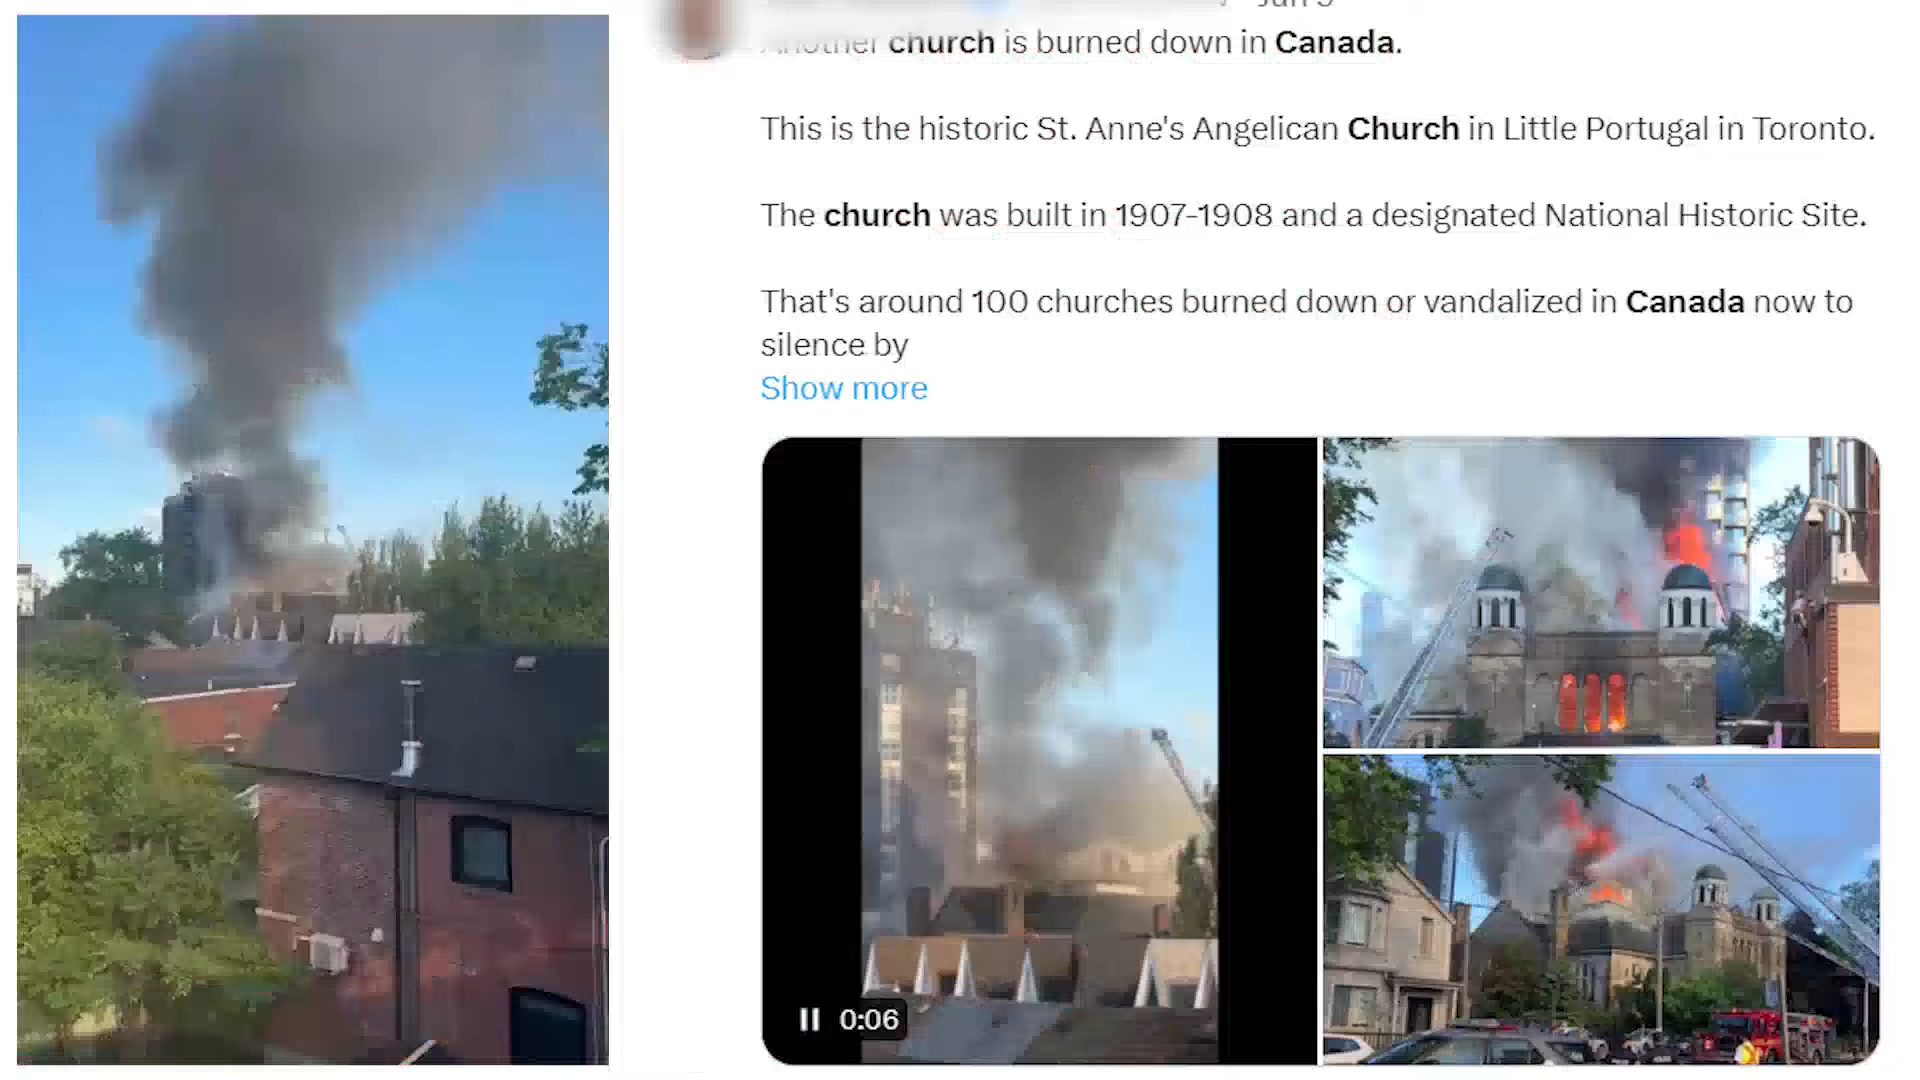 church is burned down in Canada.
This is the historic St. Anne's Angelican Church in Little Portugal in Toronto.
The church was built in 1907-1908 and a designated National Historic Site.
That's around 100 churches burned down or vandalized in Canada now to
silence by
Show more
0:06